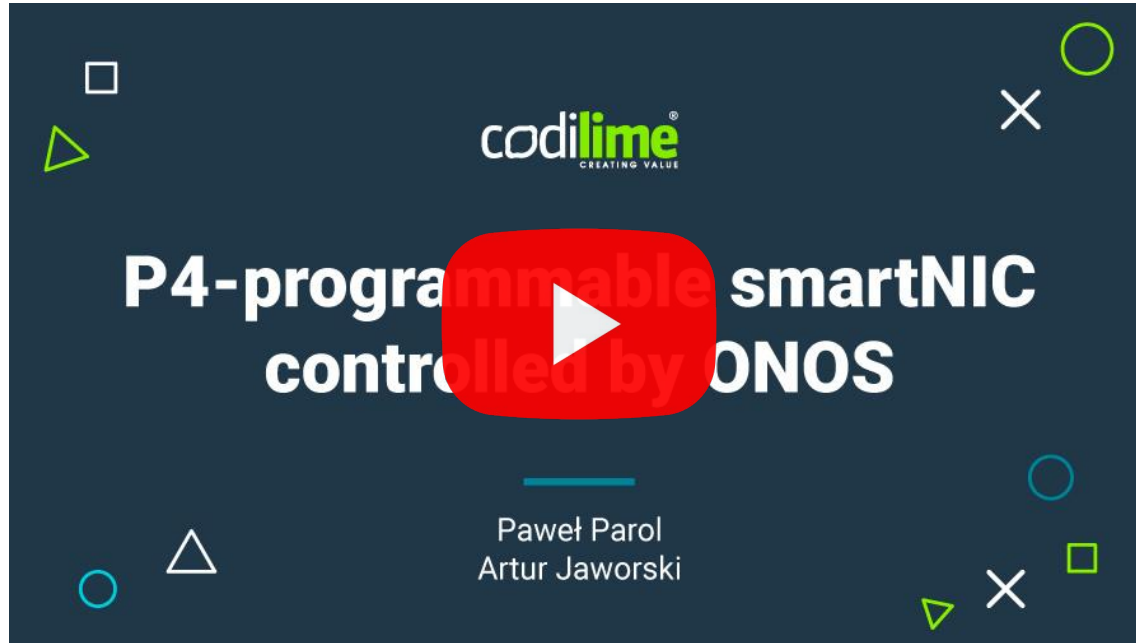 codilime®
CREATING VALUE
P4-programmable smartNIC
controlled by ONOS
Paweł Parol
Artur Jaworski